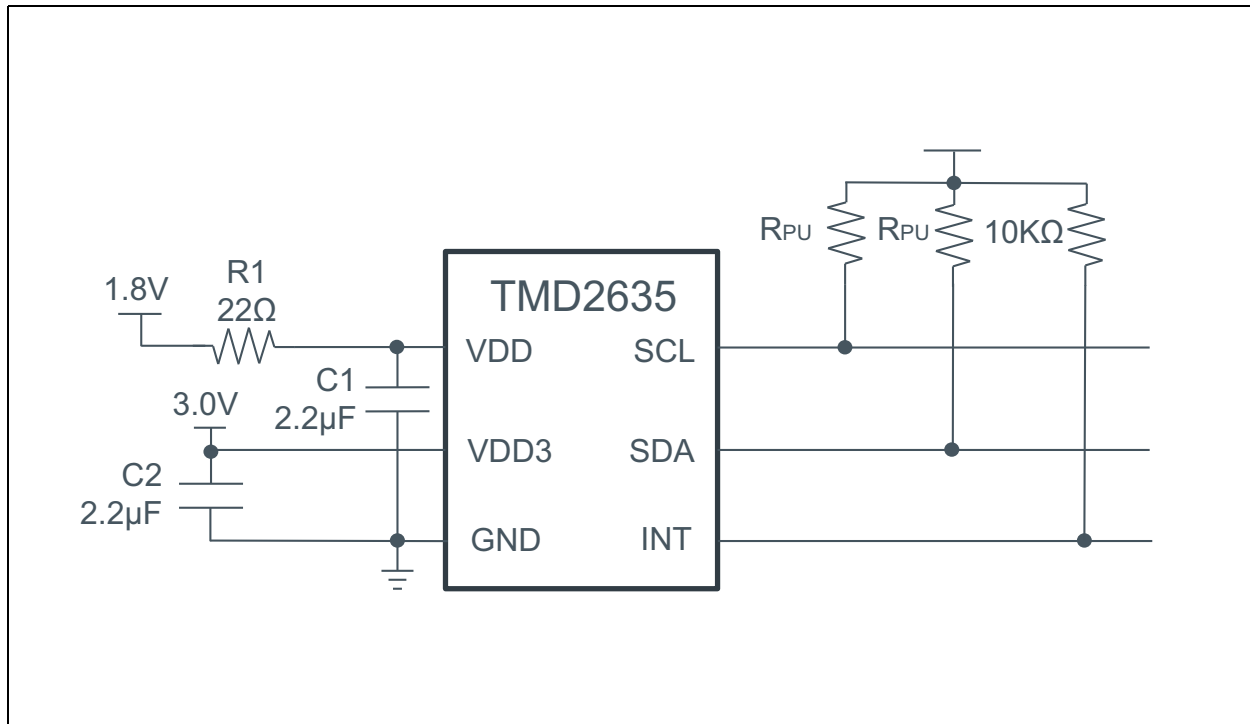 RPU
RPU
10KΩ
R1
22Ω
1.8V
TMD2635
VDD
SCL
C1
2.2µF
3.0V
VDD3
SDA
C2
2.2µF
GND
INT